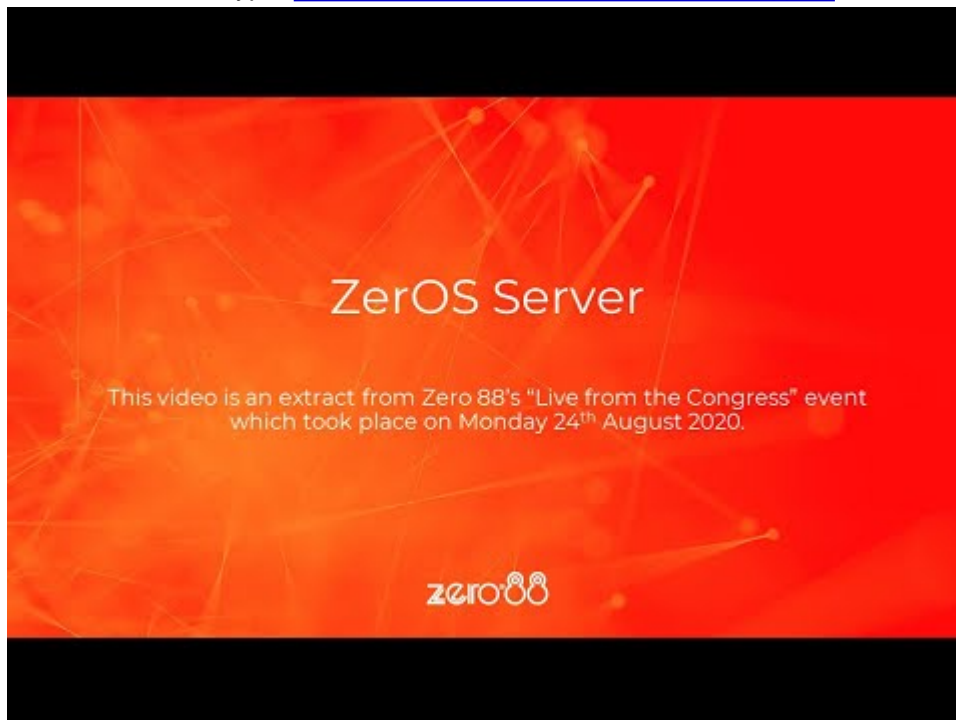 ZerOS Server
This video is an extract from Zero 88's “Live from the Congress” event
which took place on Monday 24th August 2020.
zero88